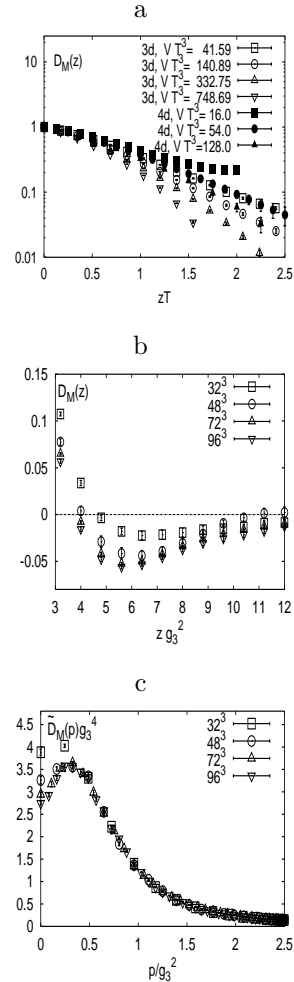 a
D_M(z)
3d, V T^3= 41.59
3d, V T^3= 140.89
3d, V T^3= 332.75
3d, V T^3= 748.69
4d, V T^3= 16.0
4d, V T^3= 54.0
4d, V T^3=128.0
1
0.1
0.01
0 0.5 1 1.5 2 2.5
zT
b
D_M(z)
32^3
48^3
72^3
96^3
0.15
0.1
0.05
0
-0.05
3 4 5 6 7 8 9 10 11 12
z g_3^2
c
D̃_M(p)g_3^4
32^3
48^3
72^3
96^3
4.5
4
3.5
3
2.5
2
1.5
1
0.5
0
0 0.5 1 1.5 2 2.5
p/g_3^2